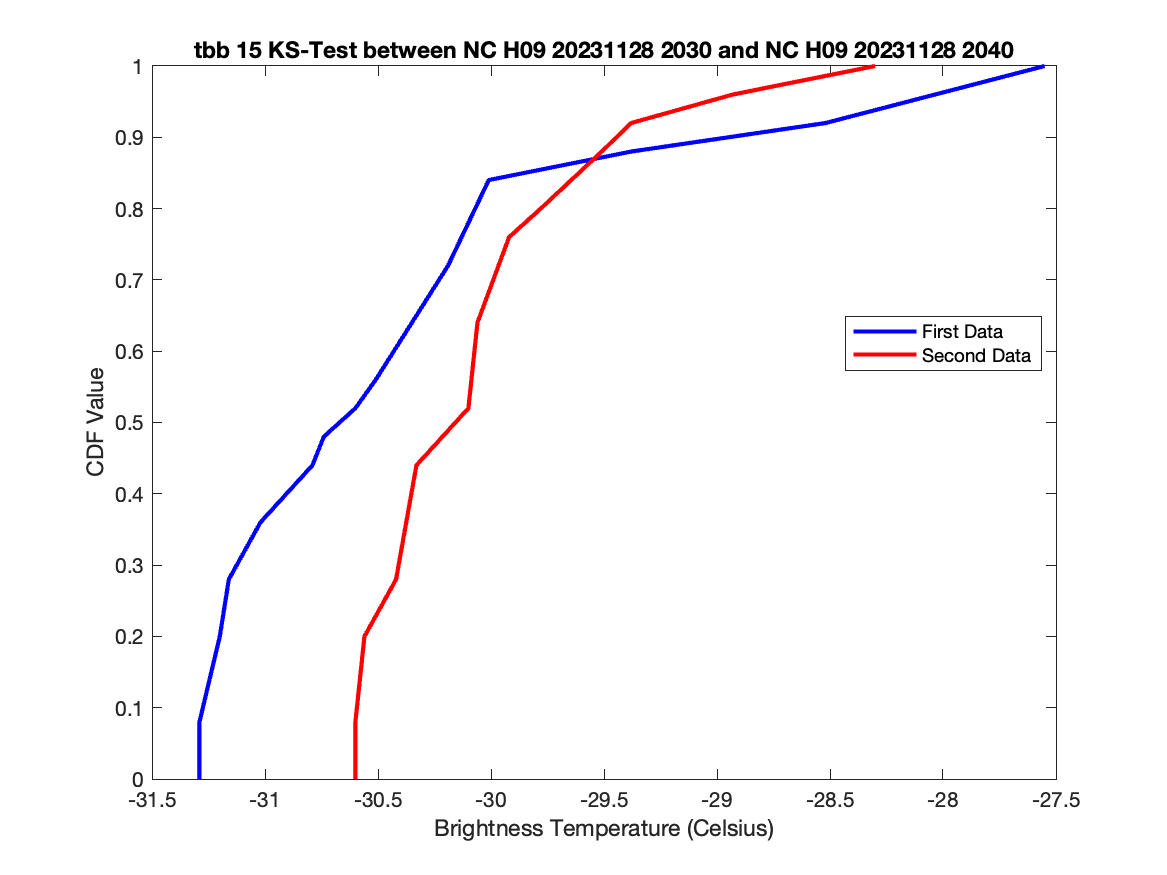 tbb 15 KS-Test between NC H09 20231128 2030 and NC H09 20231128 2040
1
0.9
0.8
0.7
0.6
0.5
0.4
0.3
0.2
0.1
0
CDF Value
First Data
Second Data
-31.5 -31 -30.5 -30 -29.5 -29 -28.5 -28 -27.5
Brightness Temperature (Celsius)